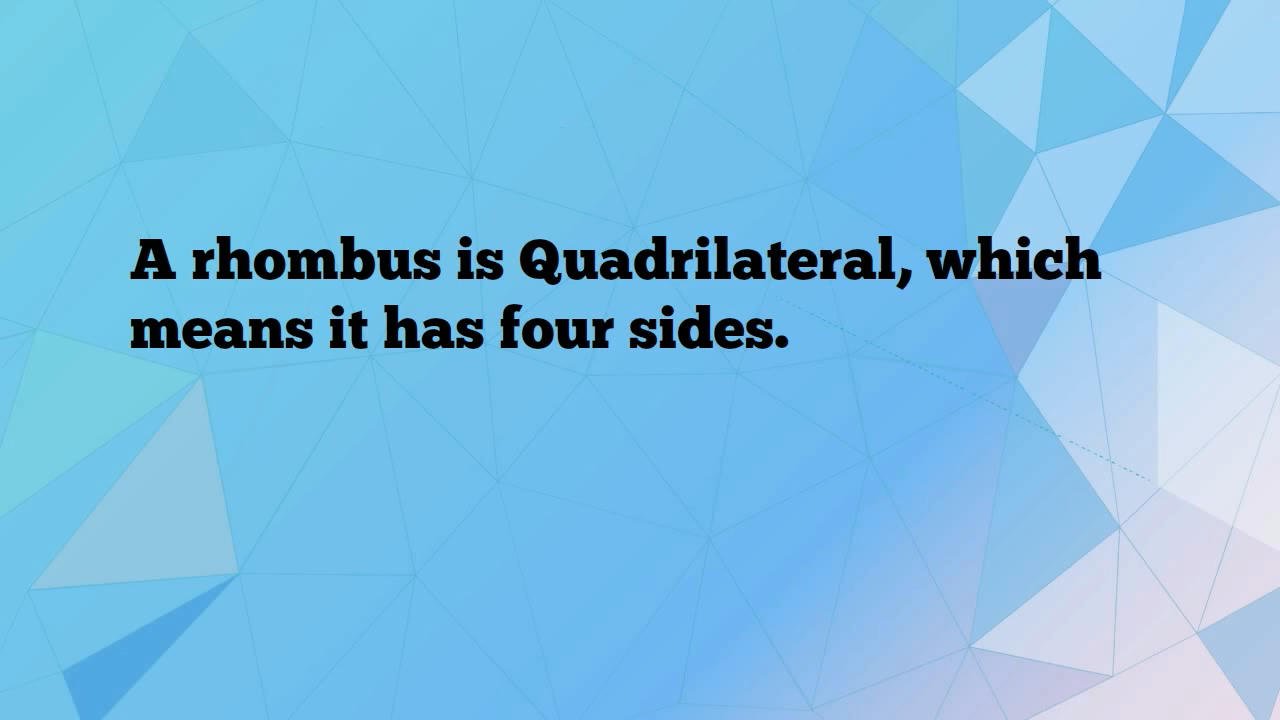 A rhombus is Quadrilateral, which
means it has four sides.